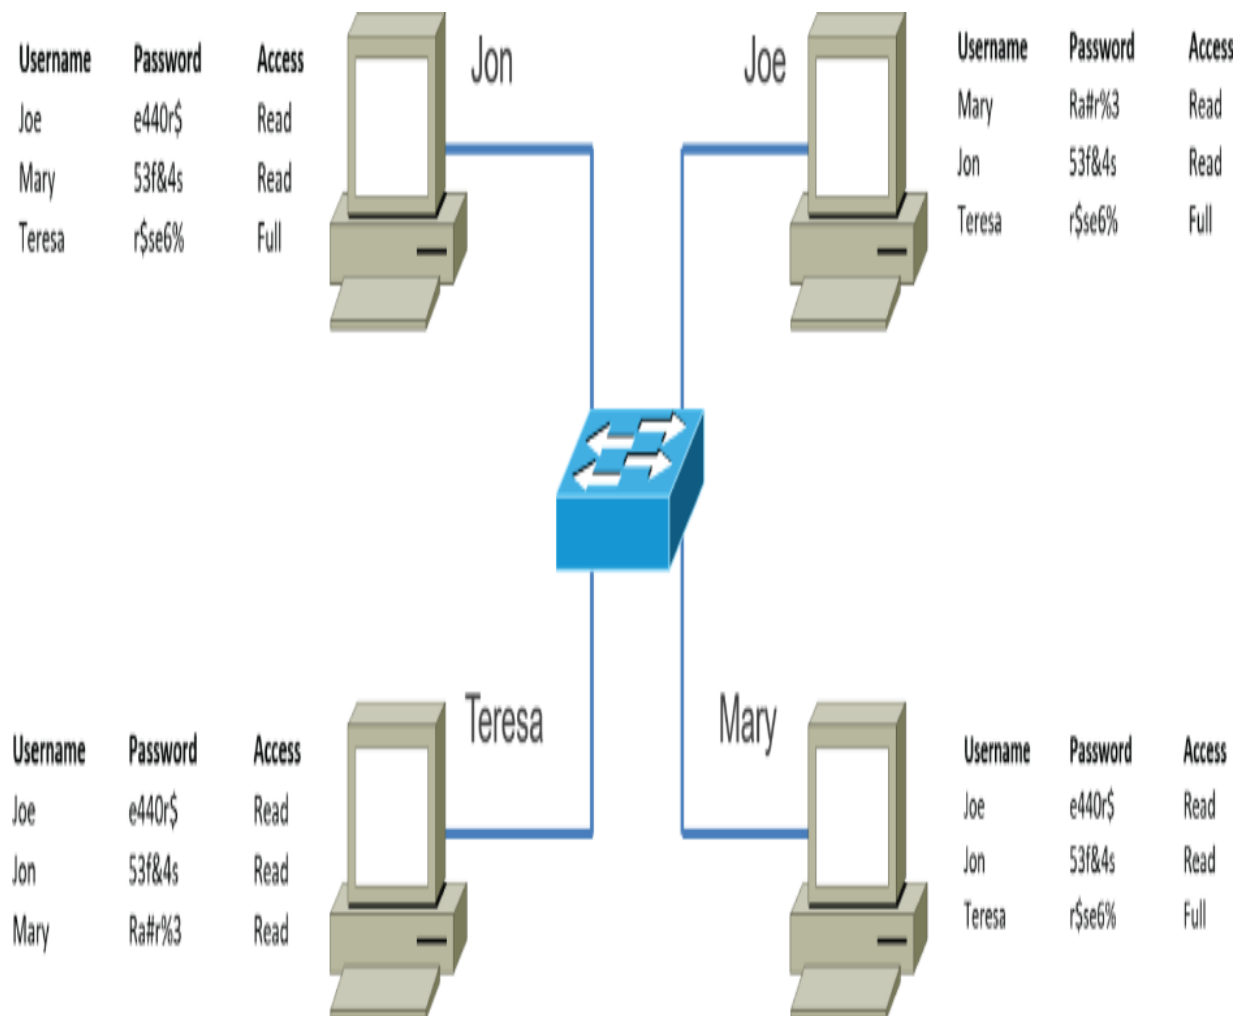 Jon
Username Password Access
Joe e440r$ Read
Mary 53f&4s Read
Teresa r$se6% Full
Joe
Username Password Access
Mary Ra#r%3 Read
Jon 53f&4s Read
Teresa r$se6% Full
Teresa
Username Password Access
Joe e440r$ Read
Jon 53f&4s Read
Mary Ra#r%3 Read
Mary
Username Password Access
Joe e440r$ Read
Jon 53f&4s Read
Teresa r$se6% Full